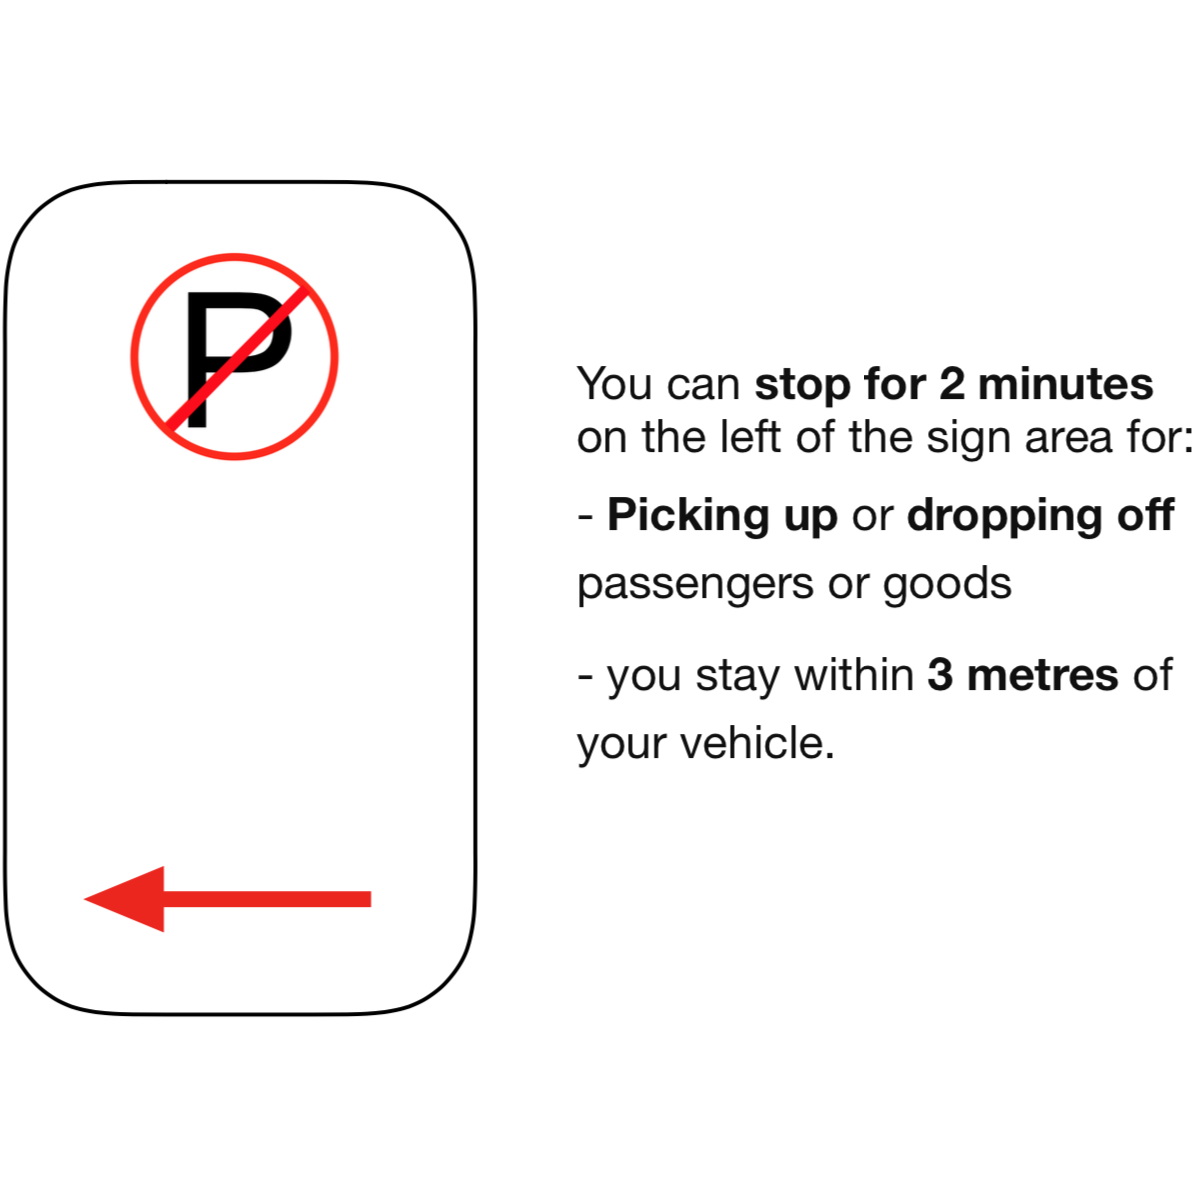 P
You can stop for 2 minutes
on the left of the sign area for:
- Picking up or dropping off
passengers or goods
- you stay within 3 metres of
your vehicle.